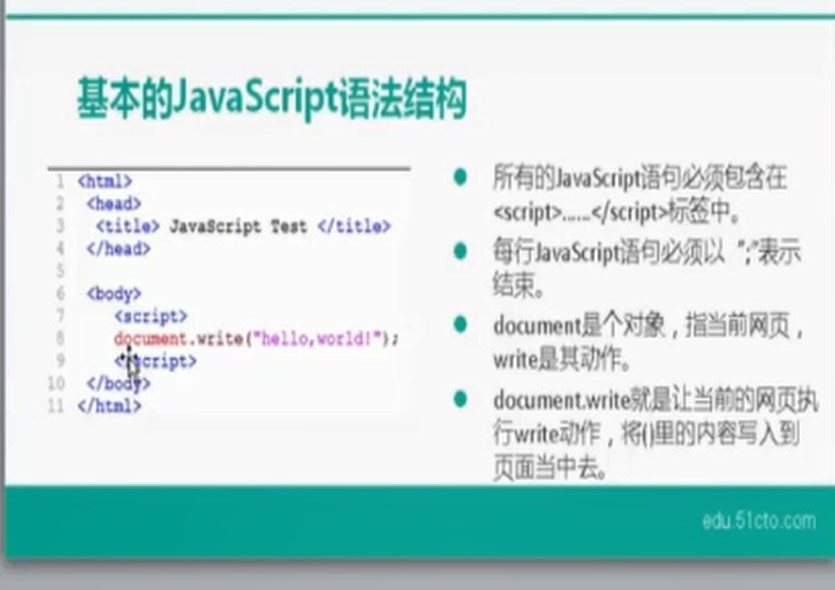 基本的JavaScript语法结构
1 <html>
2 <head>
3 <title> JavaScript Test </title>
4 </head>
5
6 <body>
7 <script>
8 document.write("hello,world!");
9 </script>
10 </body>
11 </html>
所有的JavaScript语句必须包含在
<script>......</script>标签中。
每行JavaScript语句必须以 ";"表示
结束。
document是个对象，指当前网页，
write是其动作。
document.write就是让当前的网页执
行write动作，将()里的内容写入到
页面当中去。
edu.51cto.com